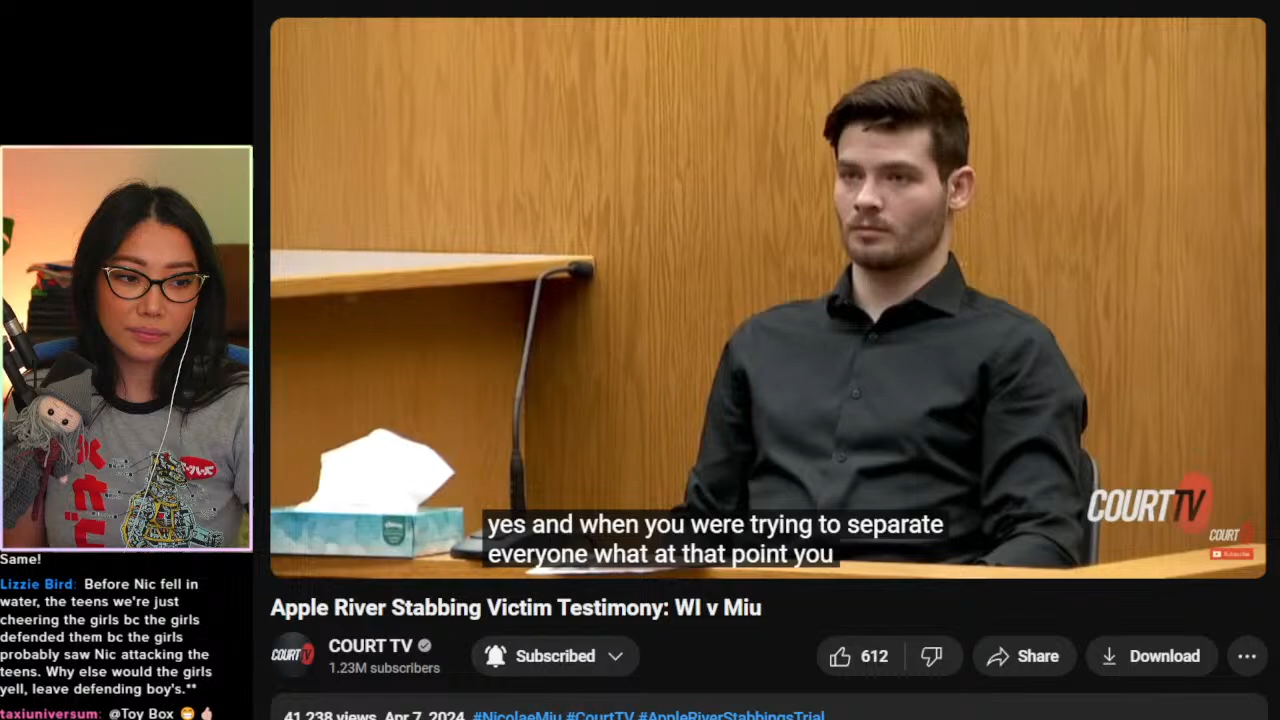 Same!
Lizzie Bird: Before Nic fell in
water, the teens we're just
cheering the girls bc the girls
defended them bc the girls
probably saw Nic attacking the
teens. Why else would the girls
yell, leave defending boy's.**
taxiuniversum: @Toy Box 😁👍🏻
yes and when you were trying to separate
everyone what at that point you
COURT TV
COURT
Subscribe
Kleenex
Apple River Stabbing Victim Testimony: WI v Miu
COURT TV
COURT TV
1.23M subscribers
Subscribed
612
Share
Download
41,238 views Apr 7, 2024 #NicolaeMiu #CourtTV #AppleRiverStabbingsTrial